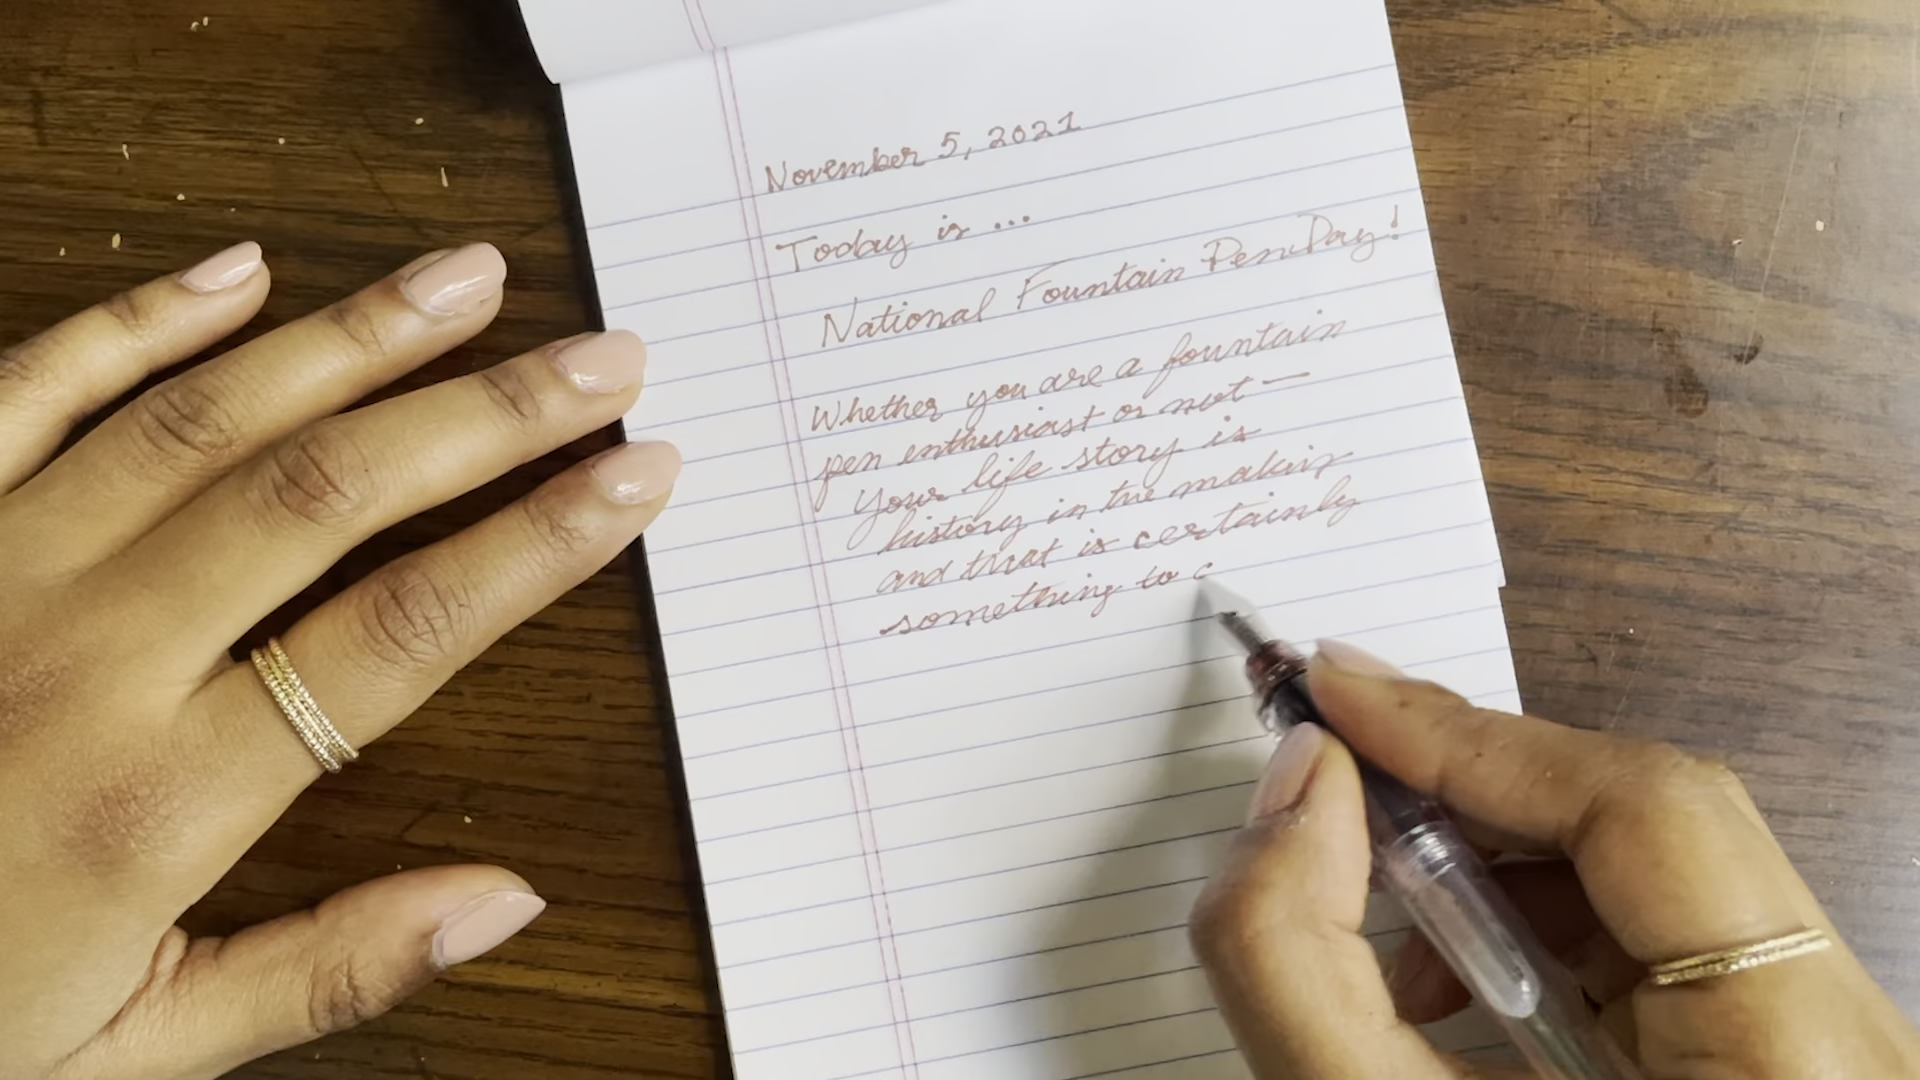 November 5, 2021
Today is ...
National Fountain Pen Day!
Whether you are a fountain
pen enthusiast or not —
Your life story is
history in the makin
and that is certainly
something to c